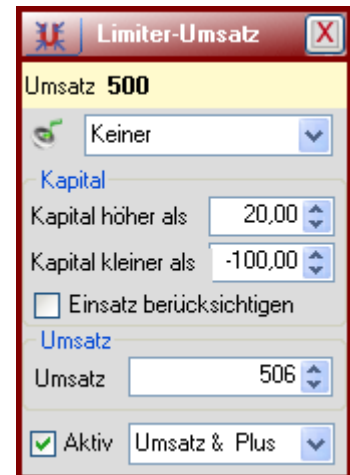 Limiter-Umsatz
Umsatz 500
Keiner
Kapital
Kapital höher als 20,00
Kapital kleiner als -100,00
Einsatz berücksichtigen
Umsatz
Umsatz 506
Aktiv Umsatz & Plus